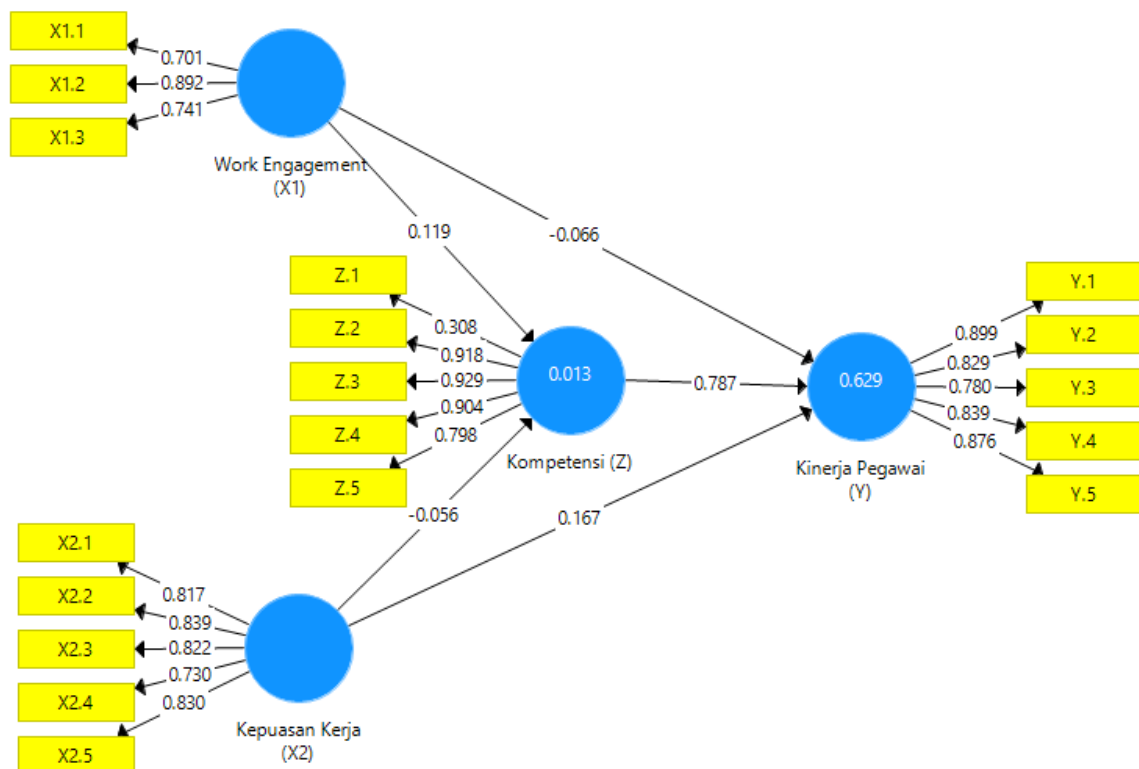 X1.1
0.701
X1.2
0.892
X1.3
0.741
Work Engagement
(X1)
0.119
-0.066
Z.1
0.308
Z.2
0.918
Z.3
0.929
Z.4
0.904
Z.5
0.798
0.013
Kompetensi (Z)
0.787
0.629
Kinerja Pegawai
(Y)
Y.1
0.899
Y.2
0.829
Y.3
0.780
Y.4
0.839
Y.5
0.876
-0.056
0.167
X2.1
0.817
X2.2
0.839
X2.3
0.822
X2.4
0.730
X2.5
0.830
Kepuasan Kerja
(X2)